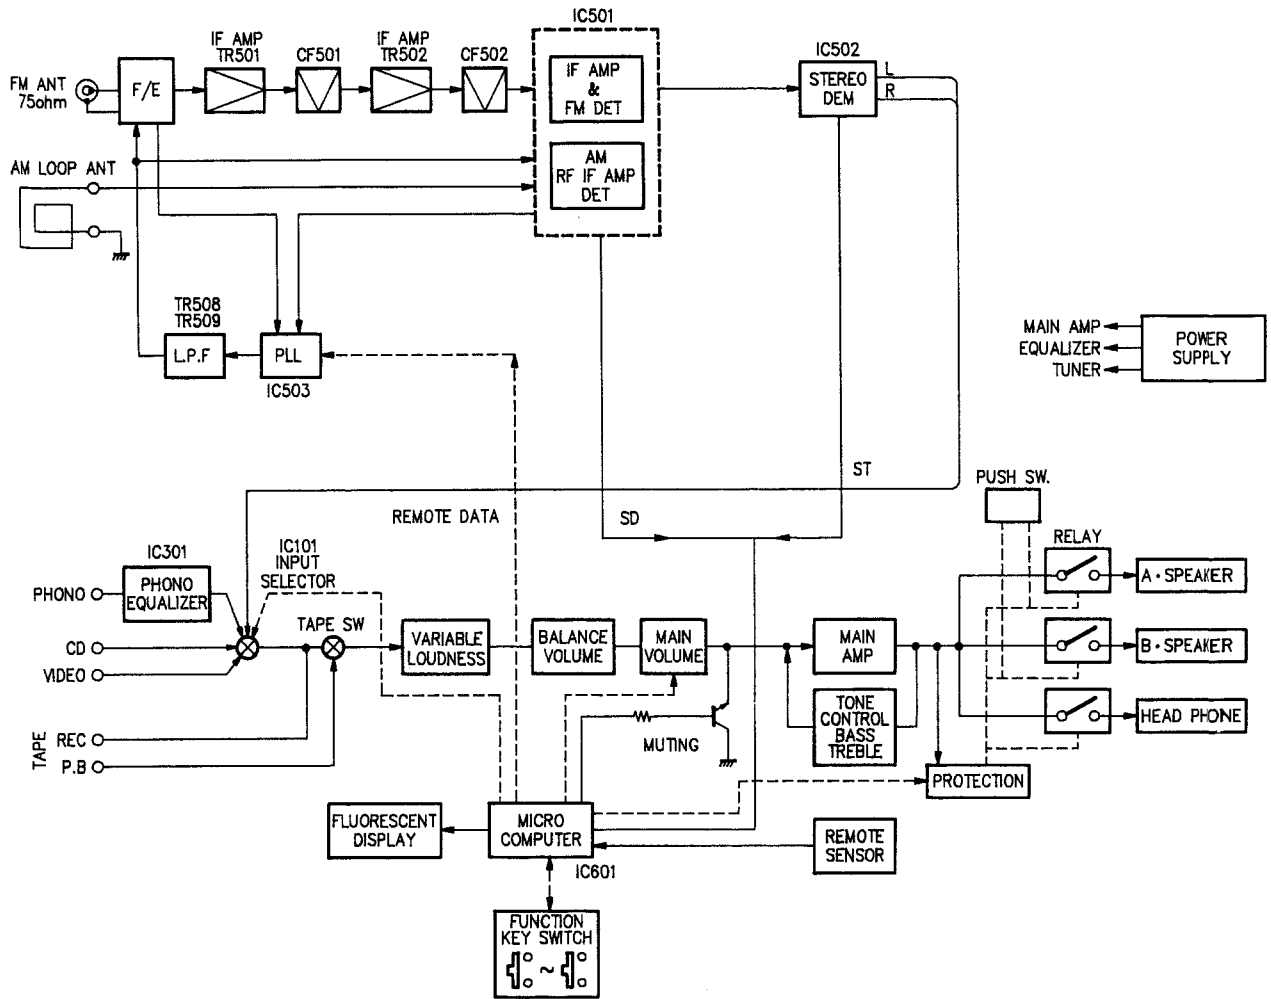 IC501
IF AMP
TR501
CF501
IF AMP
TR502
CF502
IC502
FM ANT
75ohm
F/E
IF AMP
&
FM DET
STEREO
DEM
L
R
AM LOOP ANT
AM
RF IF AMP
DET
TR508
TR509
L.P.F
PLL
IC503
MAIN AMP
EQUALIZER
TUNER
POWER
SUPPLY
ST
PUSH SW.
REMOTE DATA
SD
RELAY
IC301
IC101
INPUT
SELECTOR
PHONO
PHONO
EQUALIZER
A·SPEAKER
TAPE SW
CD
VIDEO
VARIABLE
LOUDNESS
BALANCE
VOLUME
MAIN
VOLUME
MAIN
AMP
B·SPEAKER
TONE
CONTROL
BASS
TREBLE
HEAD PHONE
MUTING
TAPE
REC
P.B
PROTECTION
FLUORESCENT
DISPLAY
MICRO
COMPUTER
IC601
REMOTE
SENSOR
FUNCTION
KEY SWITCH
~